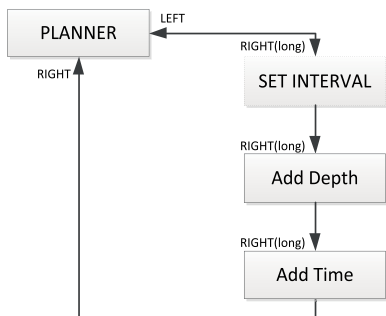 LEFT
PLANNER
RIGHT(long)
RIGHT
SET INTERVAL
RIGHT(long)
Add Depth
RIGHT(long)
Add Time